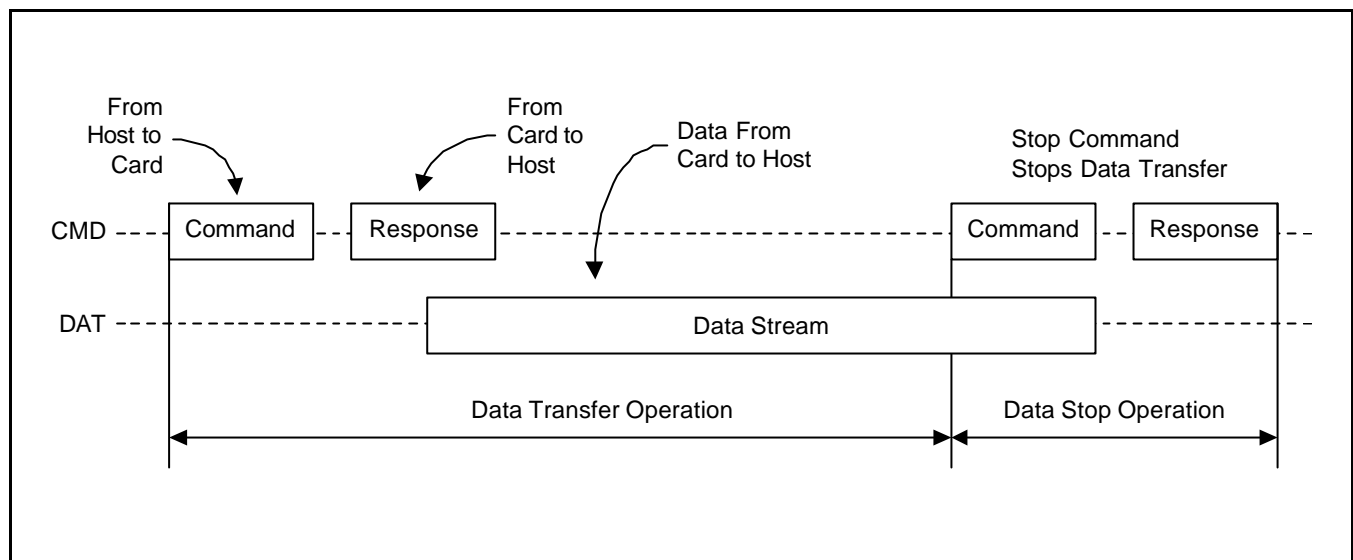 From
Host to
Card
From
Card to
Host
Data From
Card to Host
Stop Command
Stops Data Transfer
CMD
Command
Response
Command
Response
DAT
Data Stream
Data Transfer Operation
Data Stop Operation